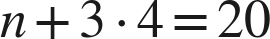 n + 3 · 4 = 20